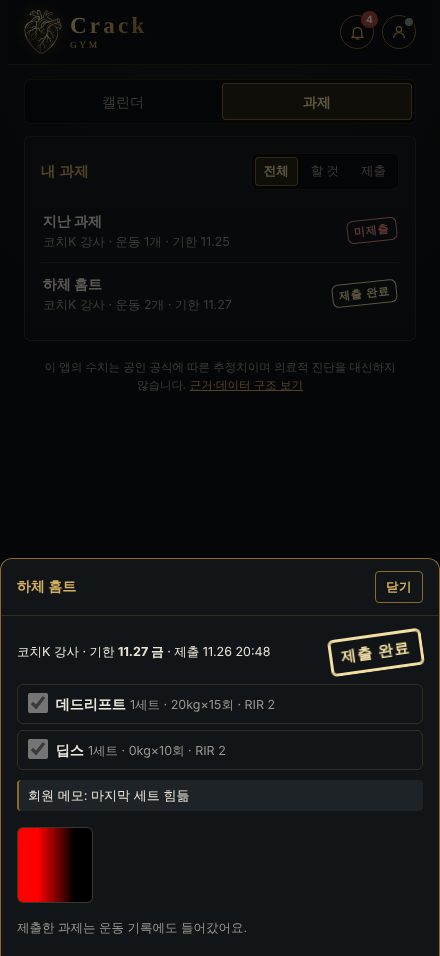 Crack
GYM
4
캘린더
과제
내 과제
전체
할 것
제출
지난 과제
코치K 강사 · 운동 1개 · 기한 11.25
미제출
하체 홈트
코치K 강사 · 운동 2개 · 기한 11.27
제출 완료
이 앱의 수치는 공인 공식에 따른 추정치이며 의료적 진단을 대신하지
않습니다. 근거·데이터 구조 보기
하체 홈트
닫기
코치K 강사 · 기한 11.27 금 · 제출 11.26 20:48
제출 완료
데드리프트 1세트 · 20kg×15회 · RIR 2
딥스 1세트 · 0kg×10회 · RIR 2
회원 메모: 마지막 세트 힘듦
제출한 과제는 운동 기록에도 들어갔어요.